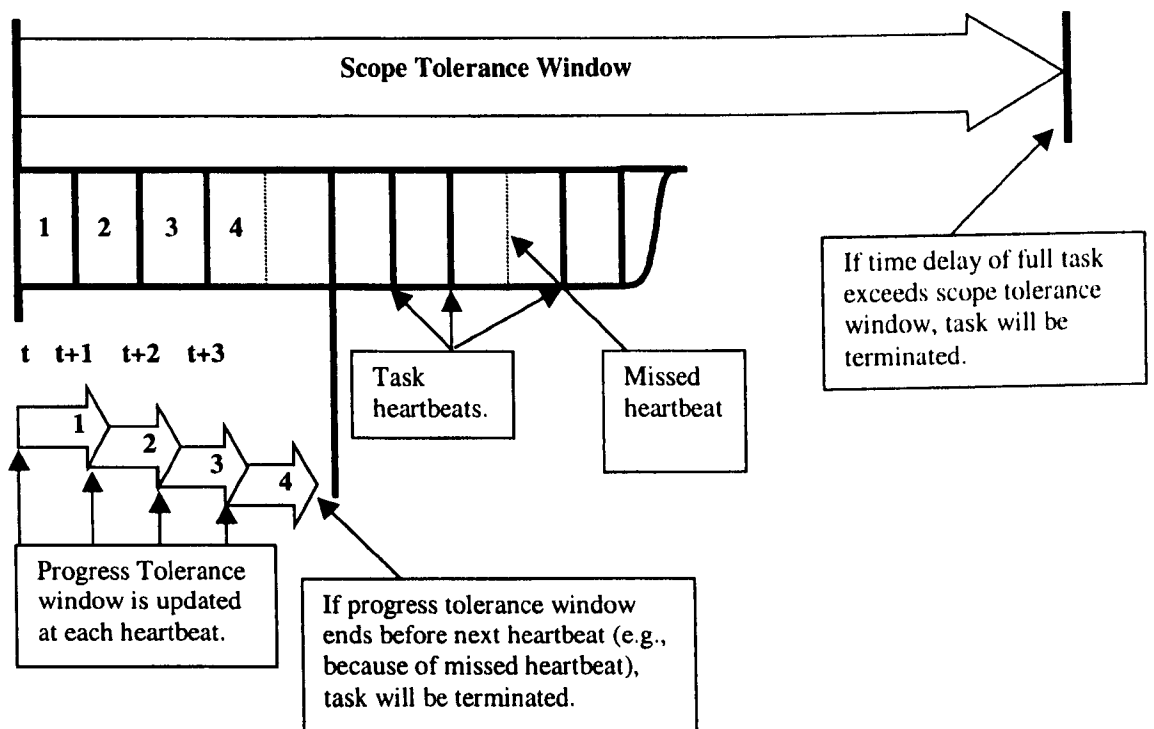 Scope Tolerance Window
1 2 3 4
If time delay of full task
exceeds scope tolerance
window, task will be
terminated.
t t+1 t+2 t+3
Task
heartbeats.
Missed
heartbeat
1
2
3
4
Progress Tolerance
window is updated
at each heartbeat.
If progress tolerance window
ends before next heartbeat (e.g.,
because of missed heartbeat),
task will be terminated.